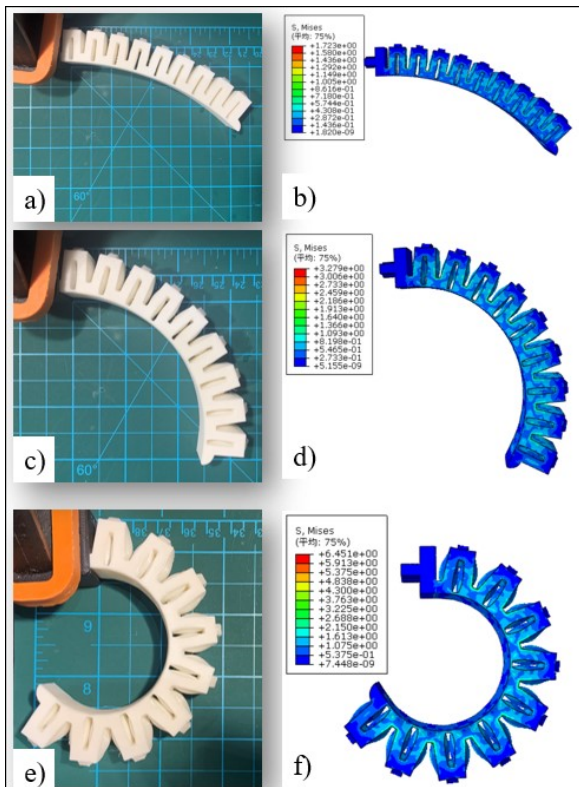 60°
a)
S, Mises
(平均: 75%)
+1.723e+00
+1.580e+00
+1.436e+00
+1.292e+00
+1.149e+00
+1.005e+00
+8.616e-01
+7.180e-01
+5.744e-01
+4.308e-01
+2.872e-01
+1.436e-01
+1.820e-09
b)
60°
c)
S, Mises
(平均: 75%)
+3.279e+00
+3.006e+00
+2.733e+00
+2.459e+00
+2.186e+00
+1.913e+00
+1.640e+00
+1.366e+00
+1.093e+00
+8.198e-01
+5.465e-01
+2.733e-01
+5.155e-09
d)
9
8
e)
S, Mises
(平均: 75%)
+6.451e+00
+5.913e+00
+5.375e+00
+4.838e+00
+4.300e+00
+3.763e+00
+3.225e+00
+2.688e+00
+2.150e+00
+1.613e+00
+1.075e+00
+5.375e-01
+7.448e-09
f)